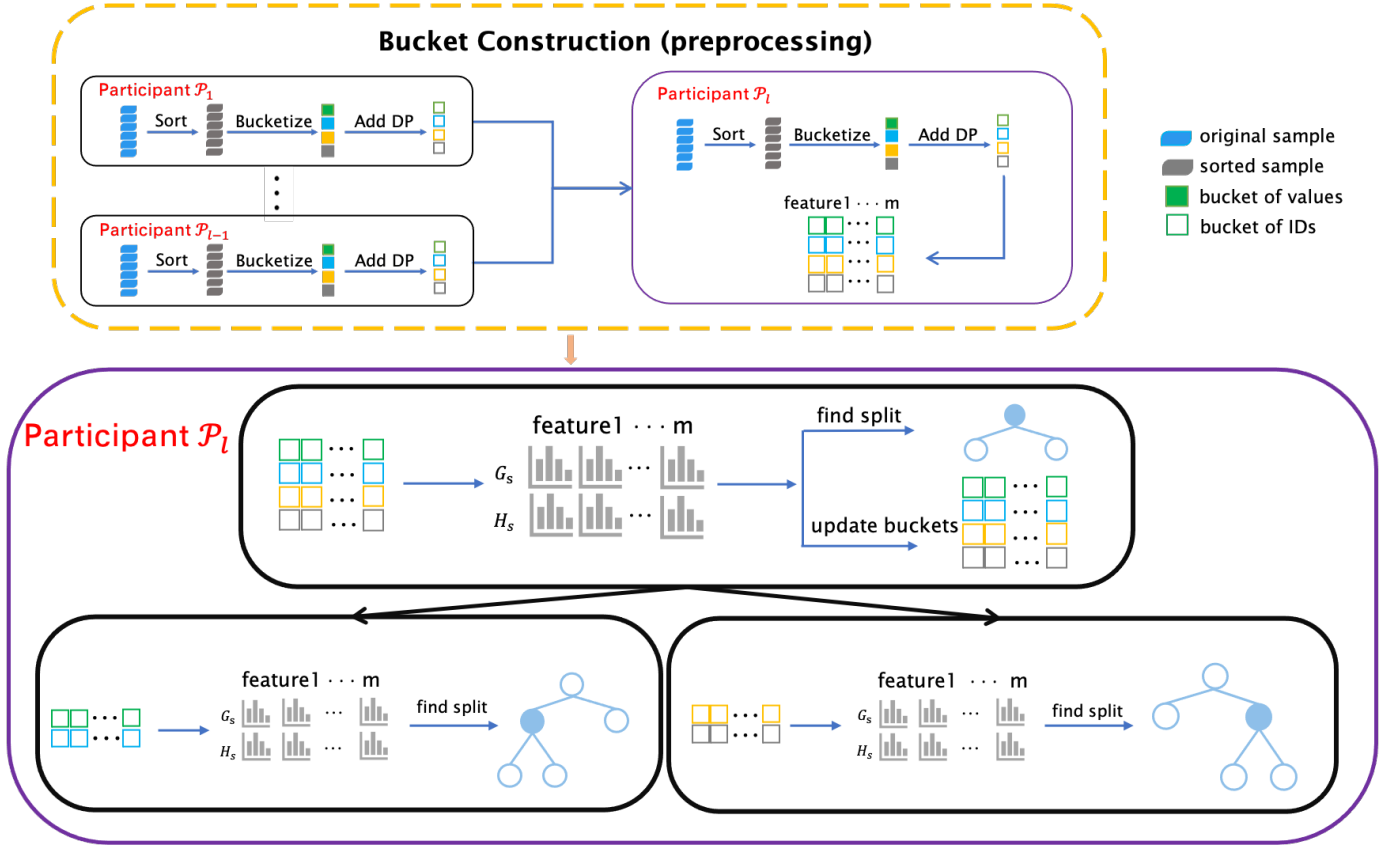 Bucket Construction (preprocessing)
Participant 𝒫₁
Sort Bucketize Add DP
Participant 𝒫ₗ₋₁
Sort Bucketize Add DP
Participant 𝒫ₗ
Sort Bucketize Add DP
feature1 ··· m
original sample
sorted sample
bucket of values
bucket of IDs
Participant 𝒫ₗ
feature1 ··· m
Gₛ
Hₛ
find split
update buckets
feature1 ··· m
Gₛ
Hₛ
find split
feature1 ··· m
Gₛ
Hₛ
find split